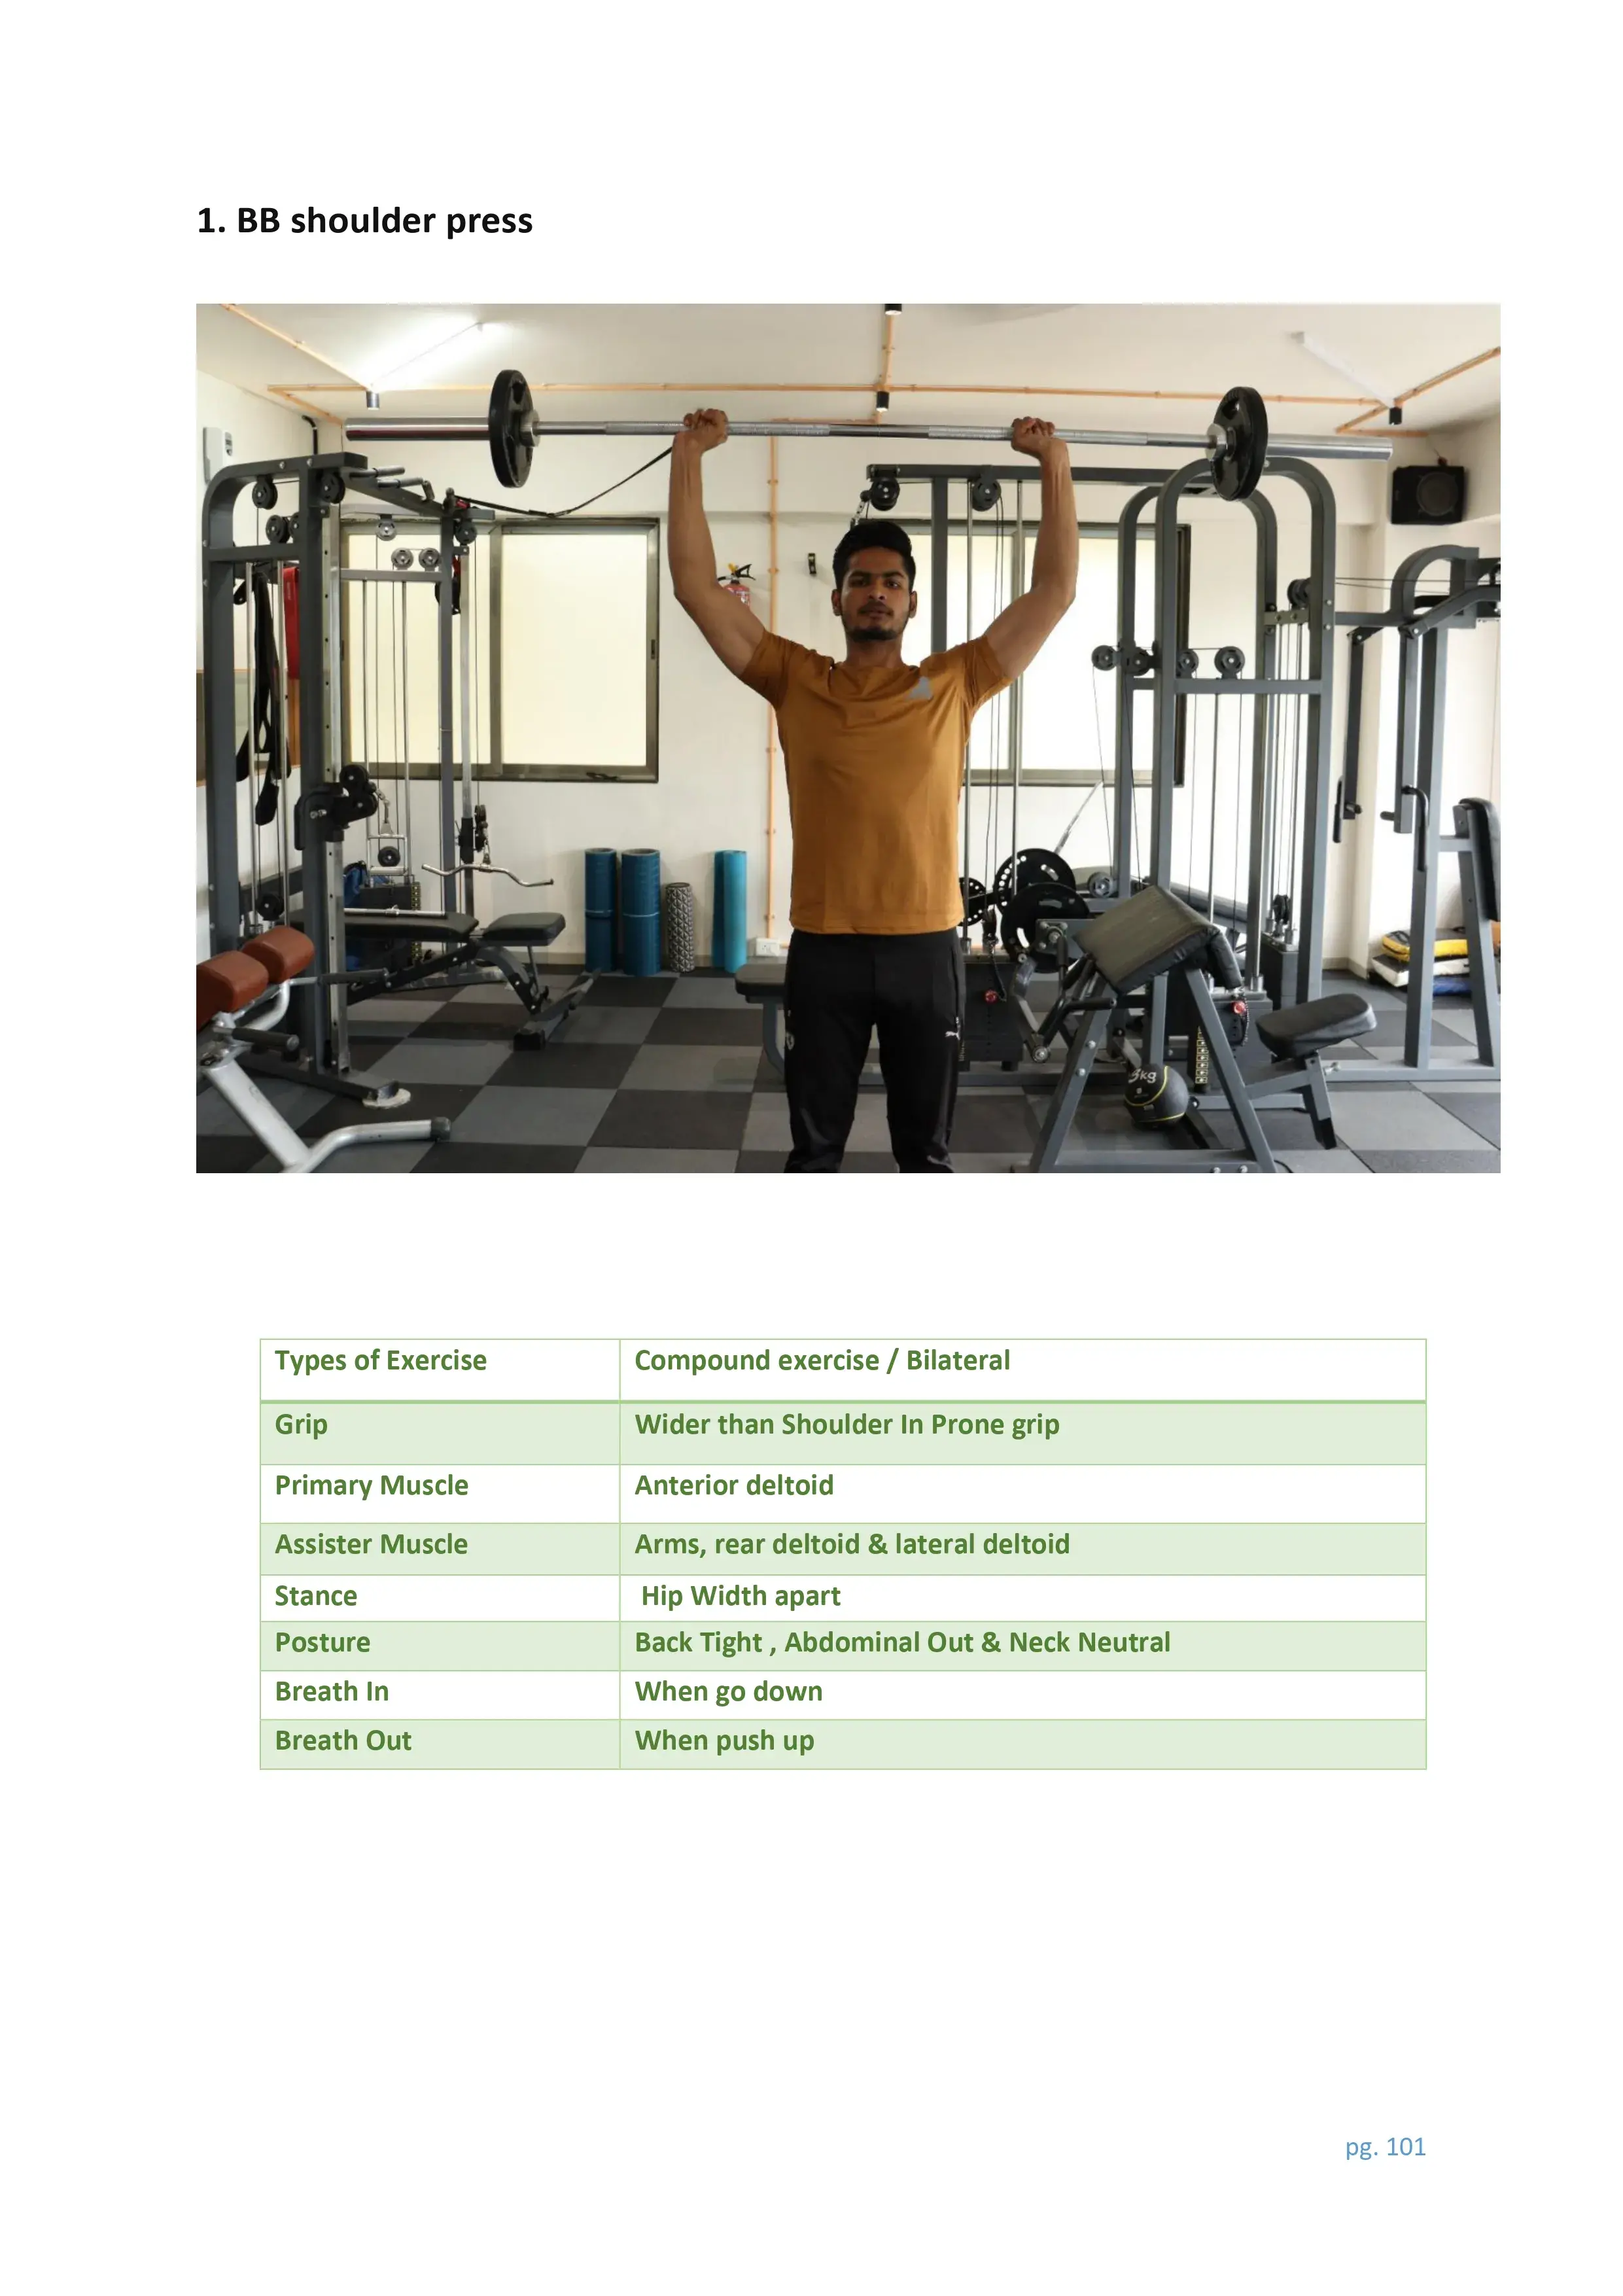 1. BB shoulder press
3kg
Types of Exercise Compound exercise / Bilateral
Grip Wider than Shoulder In Prone grip
Primary Muscle Anterior deltoid
Assister Muscle Arms, rear deltoid & lateral deltoid
Stance Hip Width apart
Posture Back Tight , Abdominal Out & Neck Neutral
Breath In When go down
Breath Out When push up
pg. 101